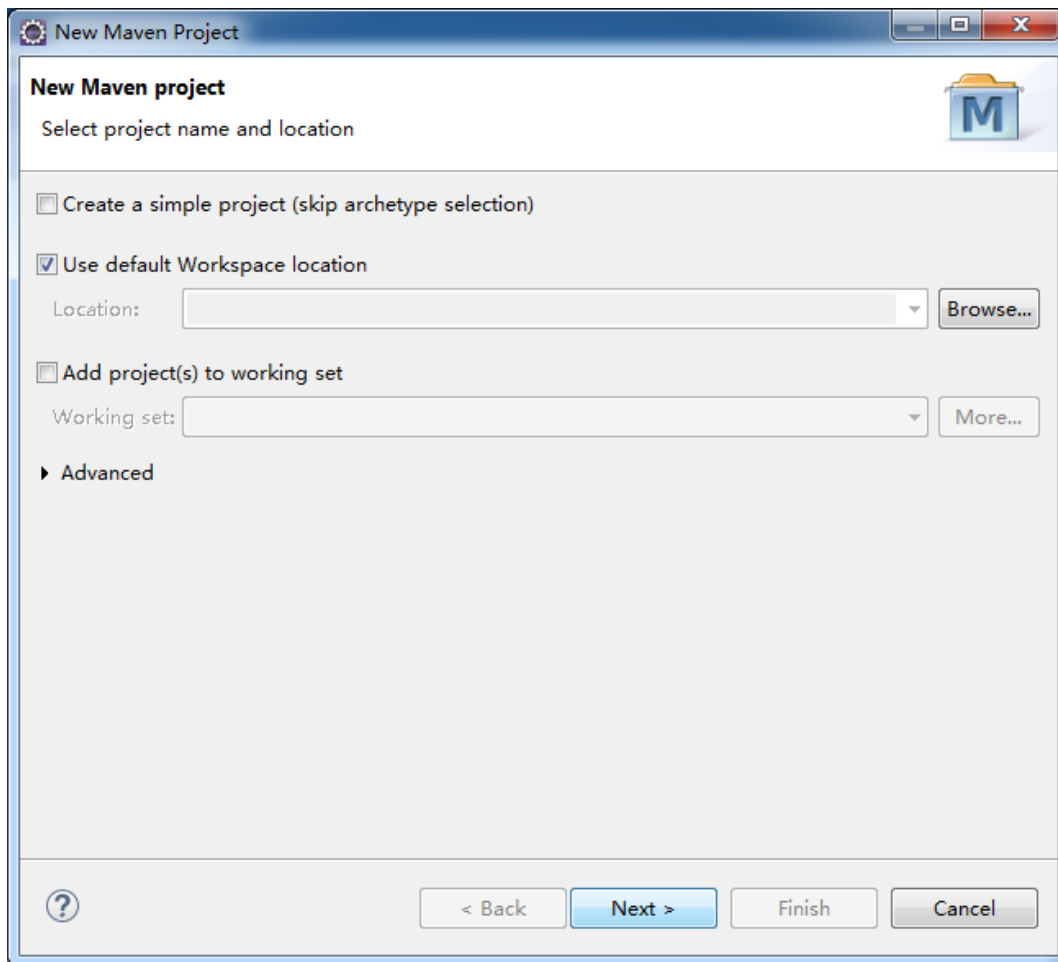 New Maven Project
New Maven project
Select project name and location
M
Create a simple project (skip archetype selection)
Use default Workspace location
Location:
Browse...
Add project(s) to working set
Working set:
More...
Advanced
?
< Back
Next >
Finish
Cancel